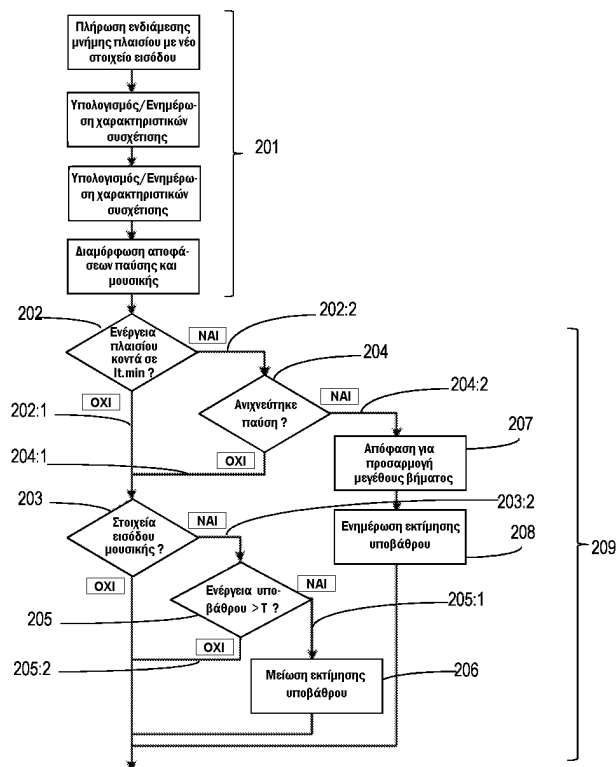 Πλήρωση ενδιάμεσης
μνήμης πλαισίου με νέο
στοιχείο εισόδου
Υπολογισμός/Ενημέρω-
ση χαρακτηριστικών
συσχέτισης
201
Υπολογισμός/Ενημέρω-
ση χαρακτηριστικών
συσχέτισης
Διαμόρφωση αποφά-
σεων παύσης και
μουσικής
202
Ενέργεια
πλαισίου
κοντά σε
lt.min ?
ΝΑΙ
202:2
204
ΟΧΙ
202:1
Ανιχνεύτηκε
παύση ?
ΝΑΙ
204:2
207
Απόφαση για
προσαρμογή
μεγέθους βήματος
ΟΧΙ
204:1
203
Στοιχεία
εισόδου
μουσικής ?
ΝΑΙ
203:2
Ενημέρωση εκτίμησης
υποβάθρου
208
209
ΟΧΙ
Ενέργεια υπο-
βάθρου > T ?
ΝΑΙ
205:1
205
ΟΧΙ
205:2
Μείωση εκτίμησης
υποβάθρου
206